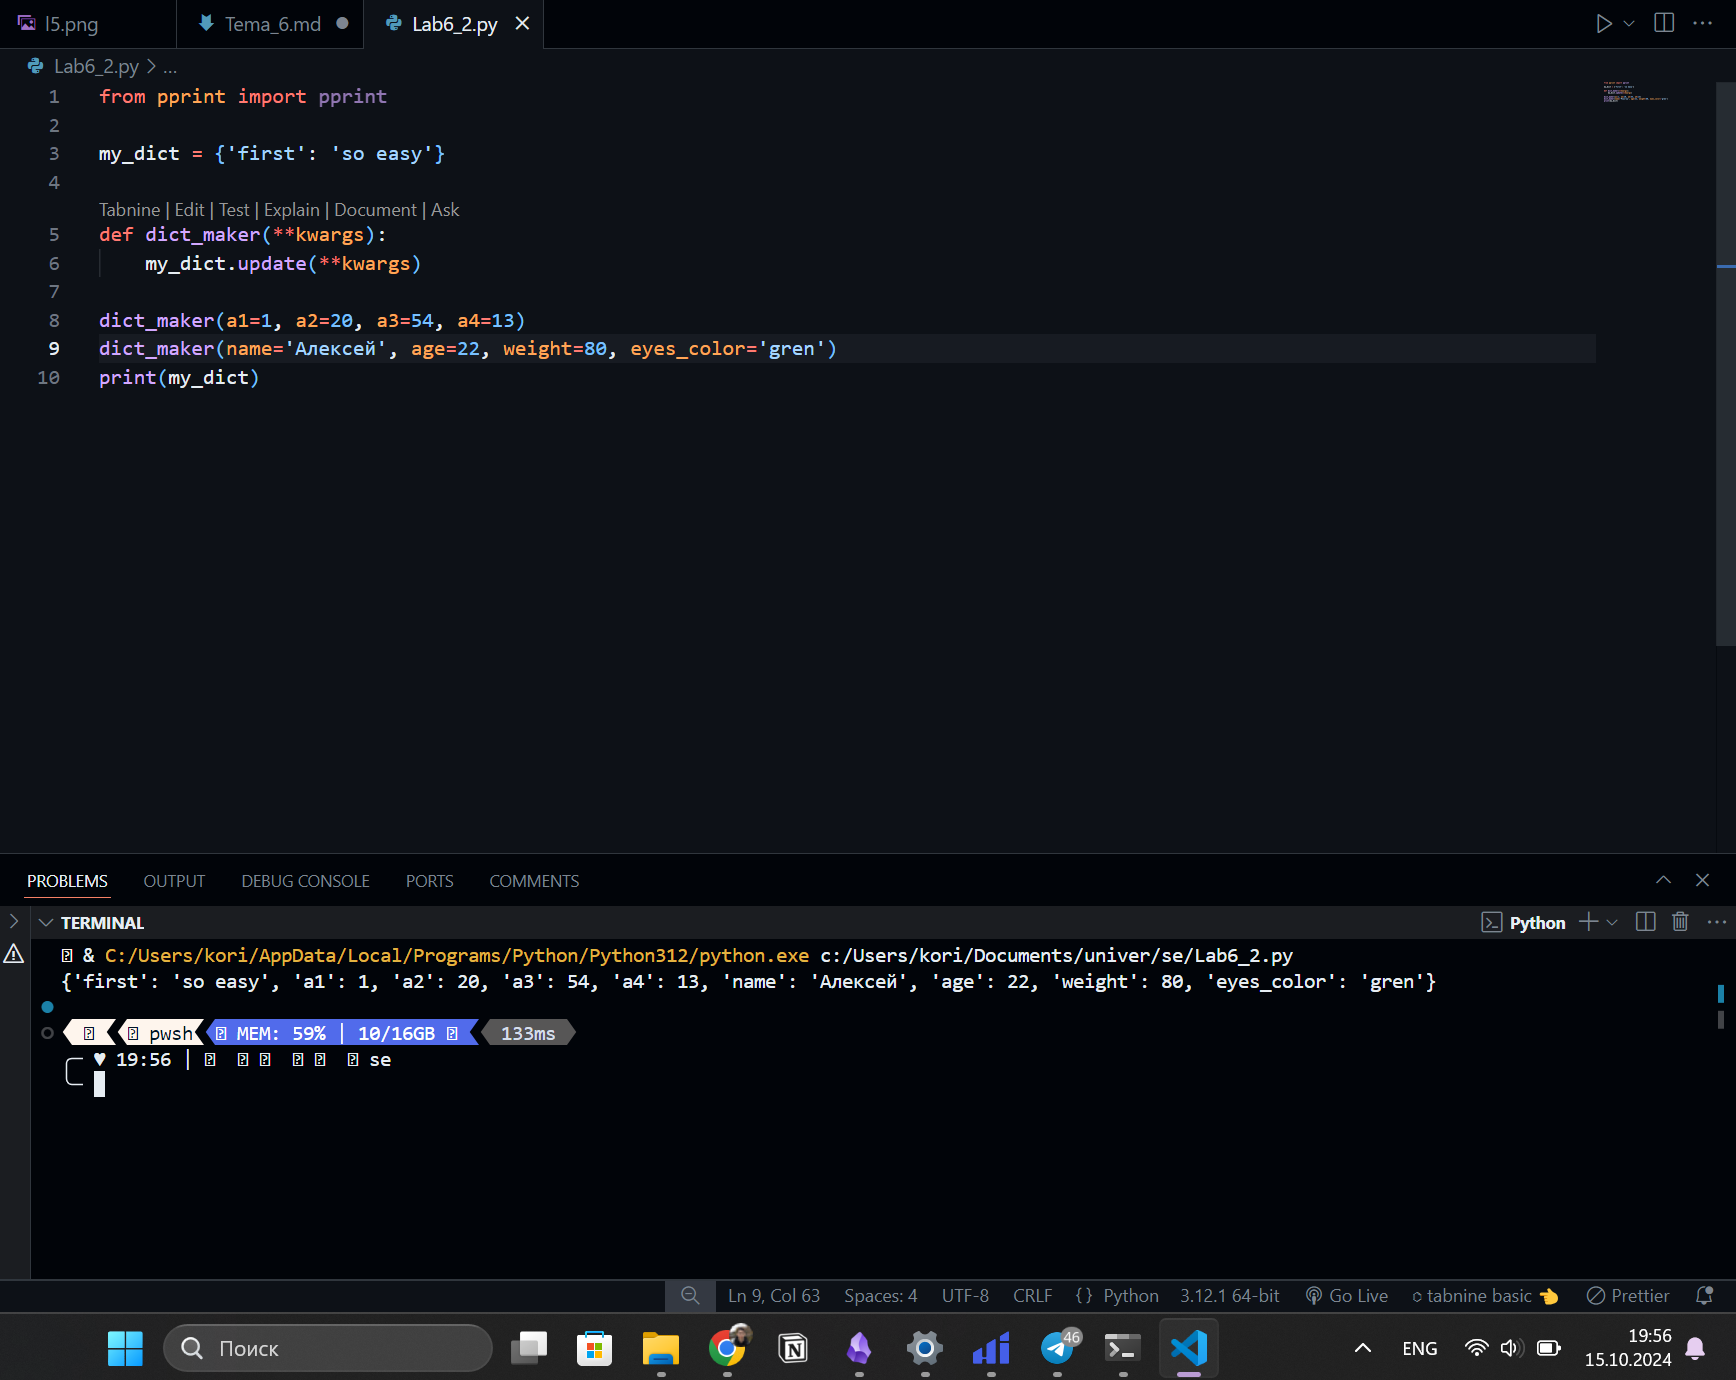 l5.png Tema_6.md Lab6_2.py
Lab6_2.py > ...
1 from pprint import pprint
2
3 my_dict = {'first': 'so easy'}
4
Tabnine | Edit | Test | Explain | Document | Ask
5 def dict_maker(**kwargs):
6 my_dict.update(**kwargs)
7
8 dict_maker(a1=1, a2=20, a3=54, a4=13)
9 dict_maker(name='Алексей', age=22, weight=80, eyes_color='gren')
10 print(my_dict)
PROBLEMS OUTPUT DEBUG CONSOLE PORTS COMMENTS
TERMINAL Python
& C:/Users/kori/AppData/Local/Programs/Python/Python312/python.exe c:/Users/kori/Documents/univer/se/Lab6_2.py
{'first': 'so easy', 'a1': 1, 'a2': 20, 'a3': 54, 'a4': 13, 'name': 'Алексей', 'age': 22, 'weight': 80, 'eyes_color': 'gren'}
pwsh MEM: 59% | 10/16GB 133ms
♥ 19:56 | se
Ln 9, Col 63 Spaces: 4 UTF-8 CRLF {} Python 3.12.1 64-bit Go Live tabnine basic Prettier
Поиск 46 ENG 19:56
15.10.2024